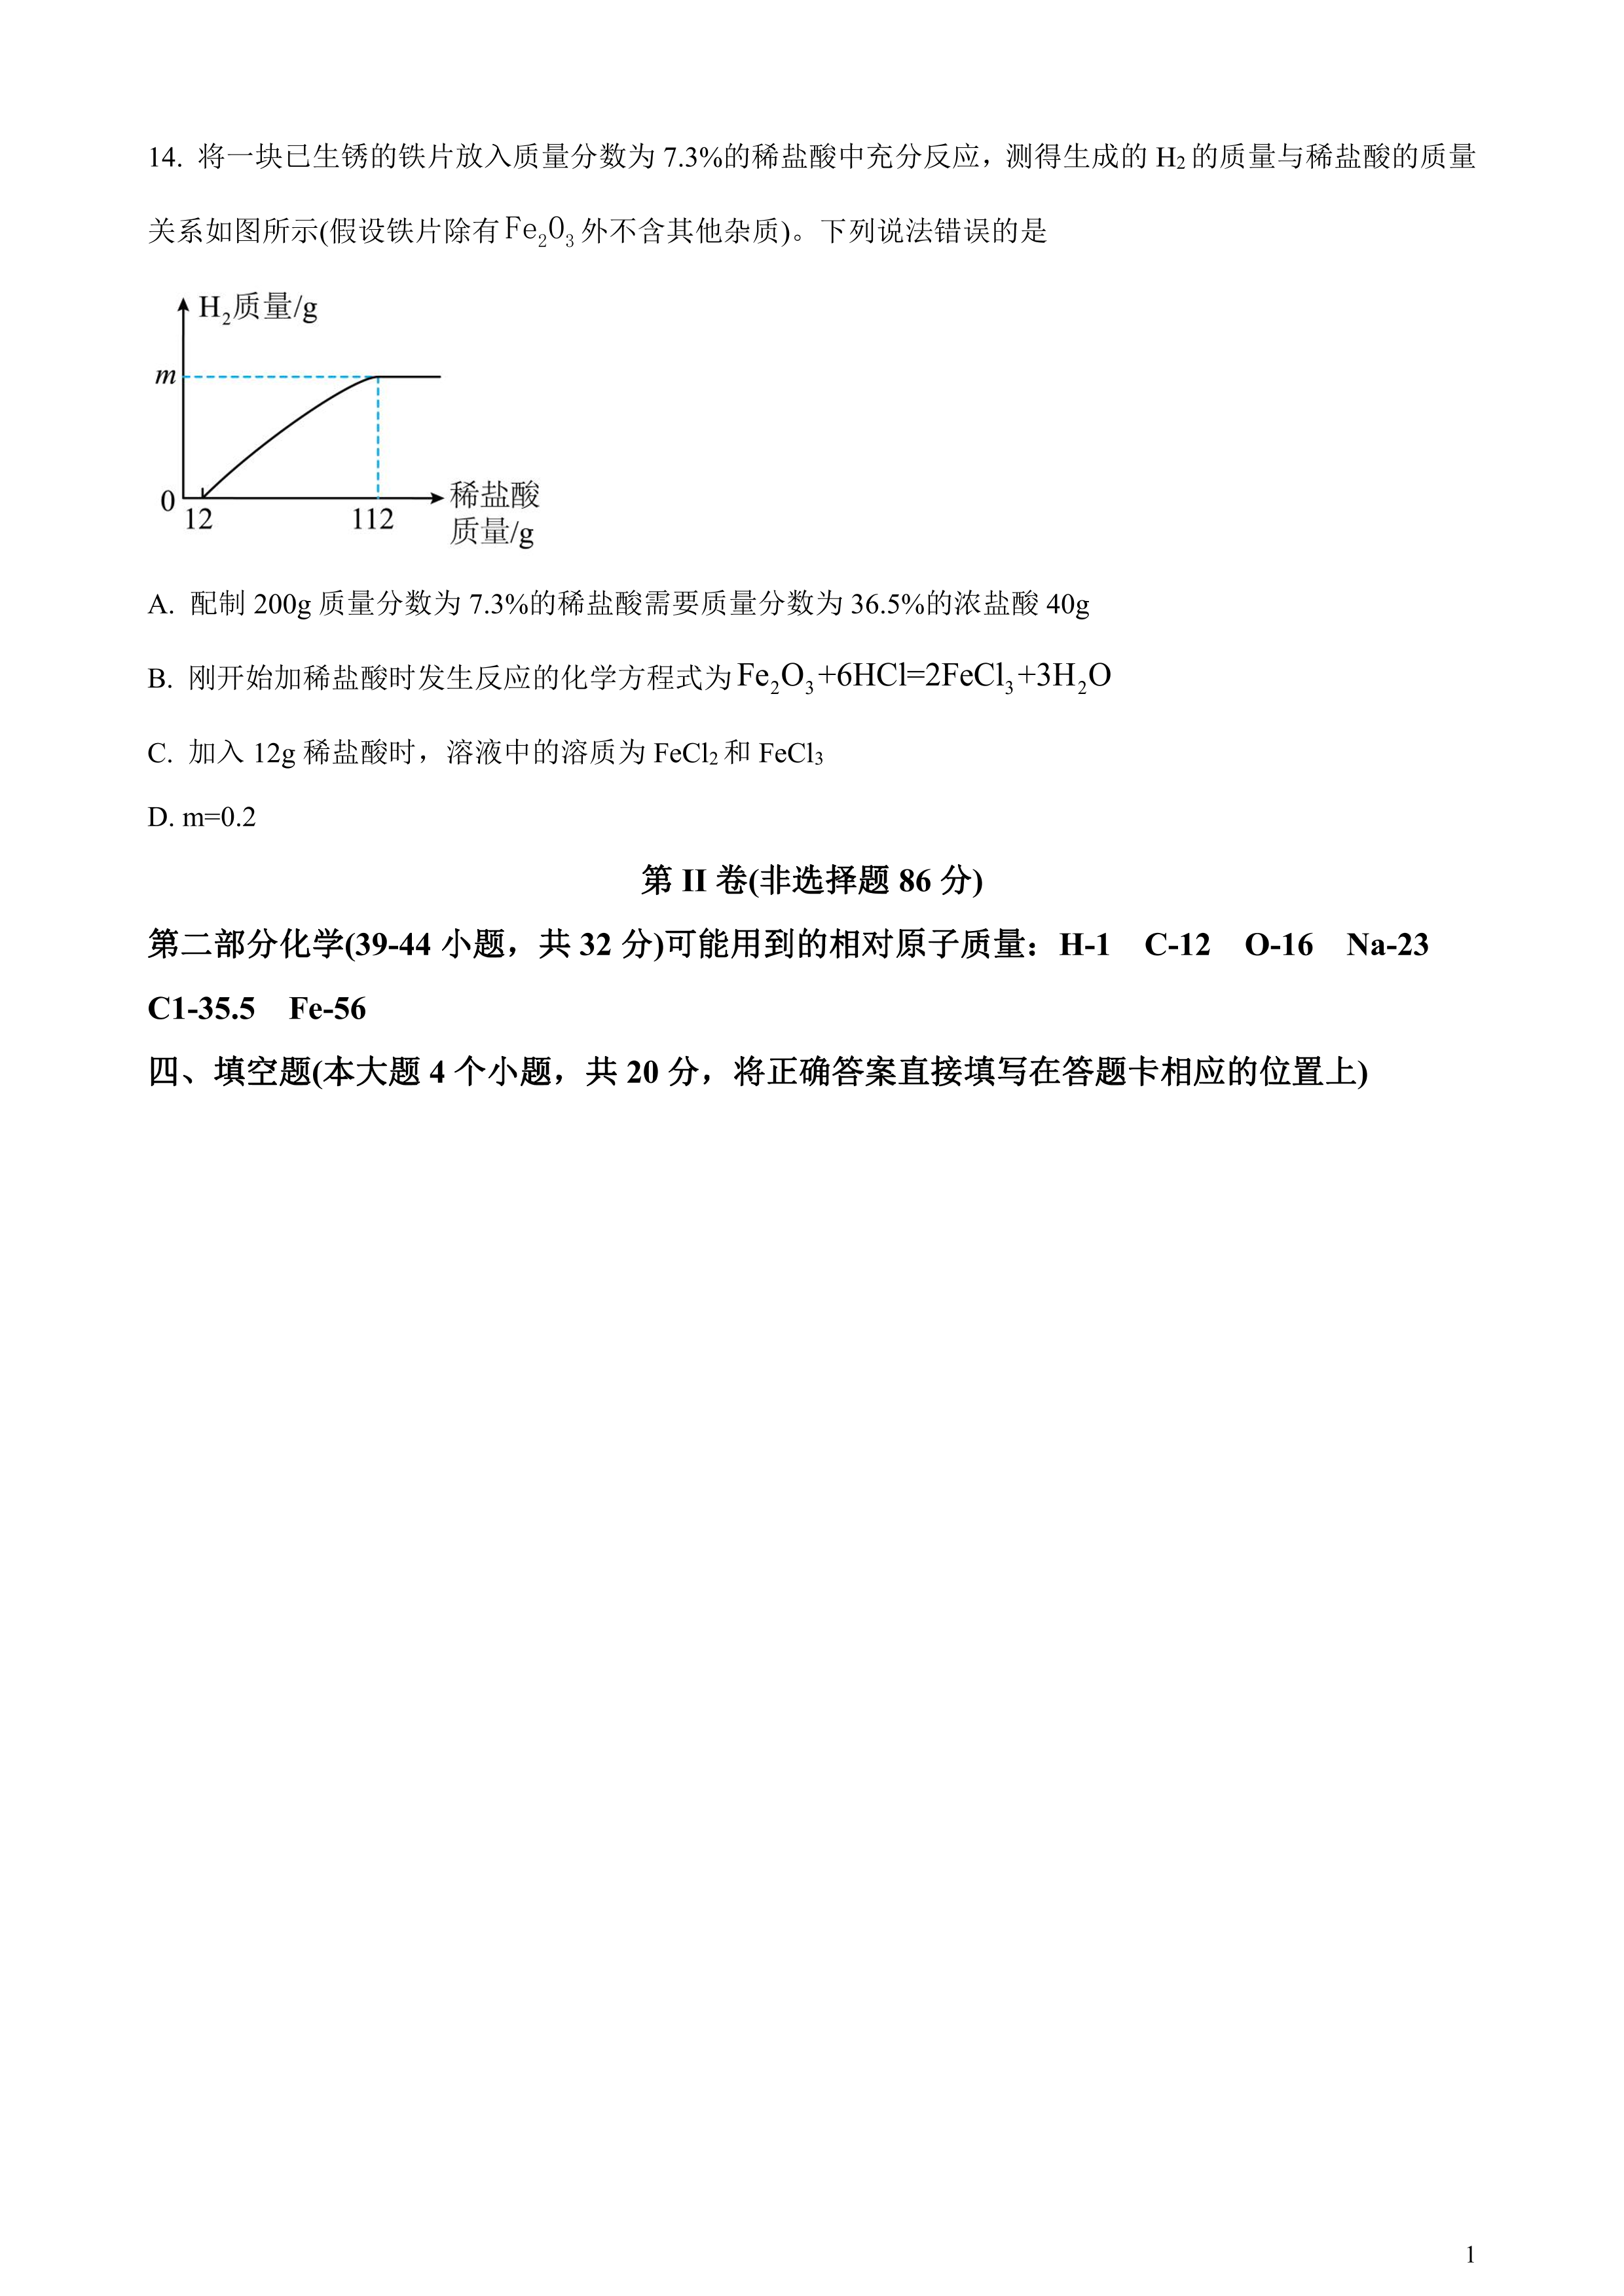 14. 将一块已生锈的铁片放入质量分数为 7.3%的稀盐酸中充分反应，测得生成的 H₂ 的质量与稀盐酸的质量
关系如图所示(假设铁片除有 Fe₂O₃ 外不含其他杂质)。下列说法错误的是
H₂质量/g
m
0
12
112
稀盐酸
质量/g
A. 配制 200g 质量分数为 7.3%的稀盐酸需要质量分数为 36.5%的浓盐酸 40g
B. 刚开始加稀盐酸时发生反应的化学方程式为 Fe₂O₃+6HCl=2FeCl₃+3H₂O
C. 加入 12g 稀盐酸时，溶液中的溶质为 FeCl₂ 和 FeCl₃
D. m=0.2
第 II 卷(非选择题 86 分)
第二部分化学(39-44 小题，共 32 分)可能用到的相对原子质量：H-1 C-12 O-16 Na-23
C1-35.5 Fe-56
四、填空题(本大题 4 个小题，共 20 分，将正确答案直接填写在答题卡相应的位置上)
1